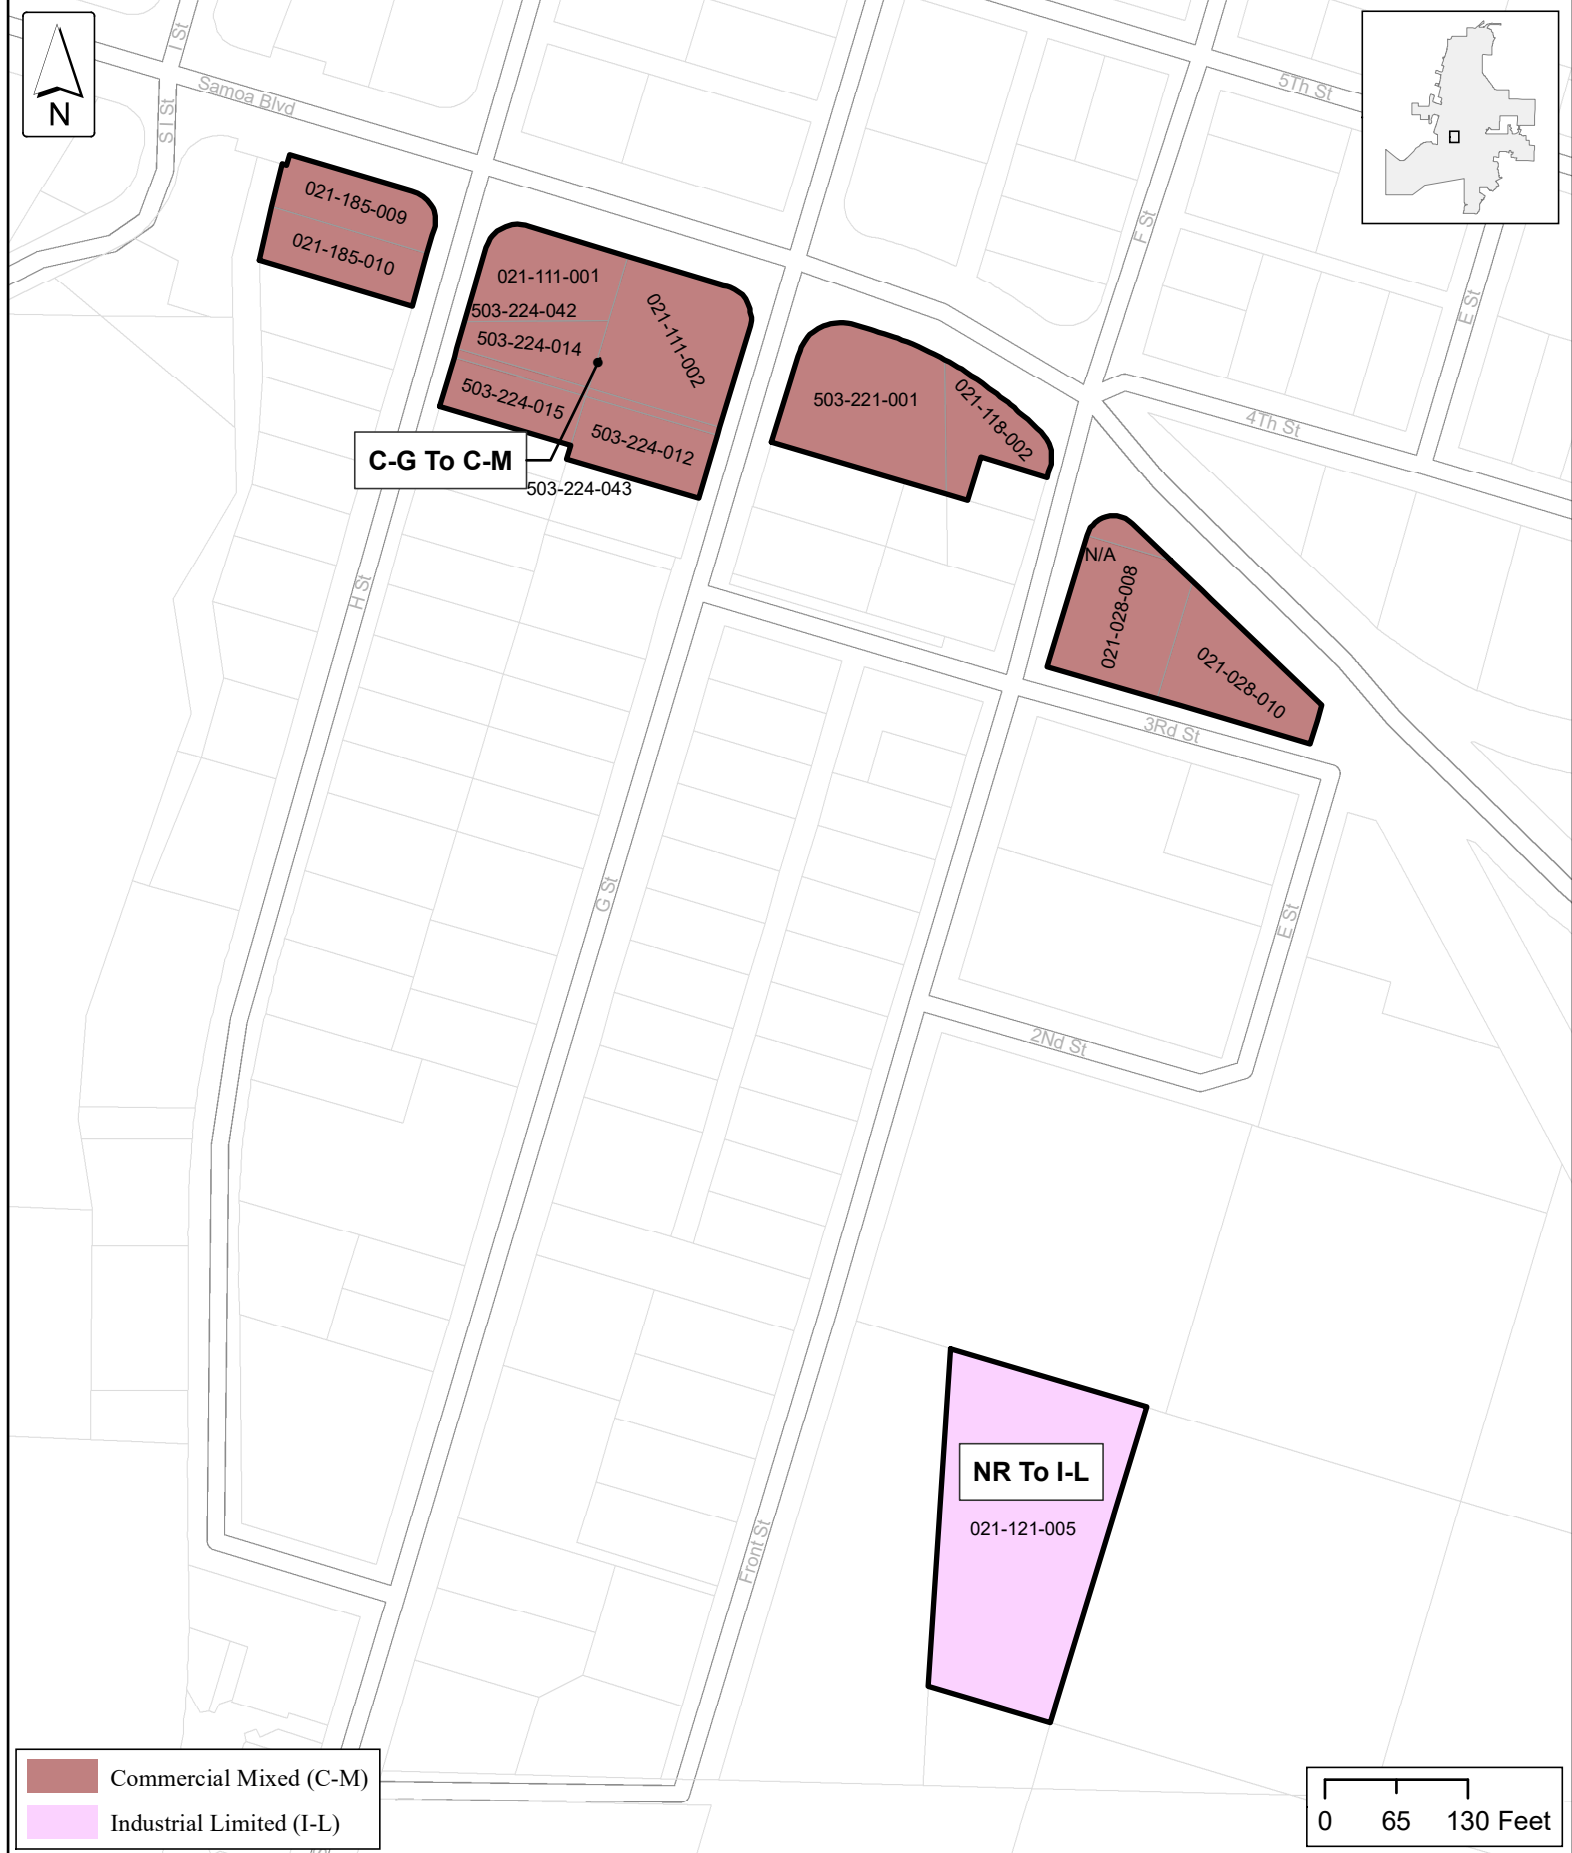 I St
5Th St
Samoa Blvd
N
S I St
021-185-009
F St
021-185-010
021-111-001
E St
503-224-042
021-111-002
503-224-014
503-224-015
503-221-001
021-118-002
4Th St
503-224-012
C-G To C-M
503-224-043
N/A
H St
021-028-008
021-028-010
3Rd St
G St
E St
2Nd St
NR To I-L
021-121-005
Front St
Commercial Mixed (C-M)
Industrial Limited (I-L)
0 65 130 Feet